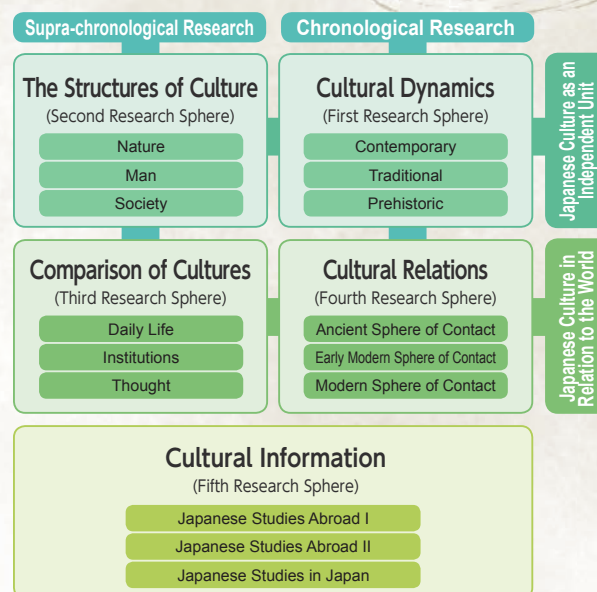 Supra-chronological Research
Chronological Research
The Structures of Culture
(Second Research Sphere)
Nature
Man
Society
Cultural Dynamics
(First Research Sphere)
Contemporary
Traditional
Prehistoric
Japanese Culture as an
Independent Unit
Comparison of Cultures
(Third Research Sphere)
Daily Life
Institutions
Thought
Cultural Relations
(Fourth Research Sphere)
Ancient Sphere of Contact
Early Modern Sphere of Contact
Modern Sphere of Contact
Japanese Culture in
Relation to the World
Cultural Information
(Fifth Research Sphere)
Japanese Studies Abroad I
Japanese Studies Abroad II
Japanese Studies in Japan